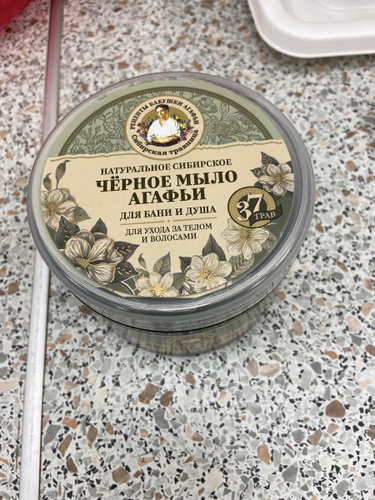 РЕЦЕПТЫ БАБУШКИ АГАФЬИ
Сибирская травница
НАТУРАЛЬНОЕ СИБИРСКОЕ
ЧЁРНОЕ МЫЛО
АГАФЬИ
ДЛЯ БАНИ И ДУША
37
ТРАВ
ДЛЯ УХОДА ЗА ТЕЛОМ
И ВОЛОСАМИ